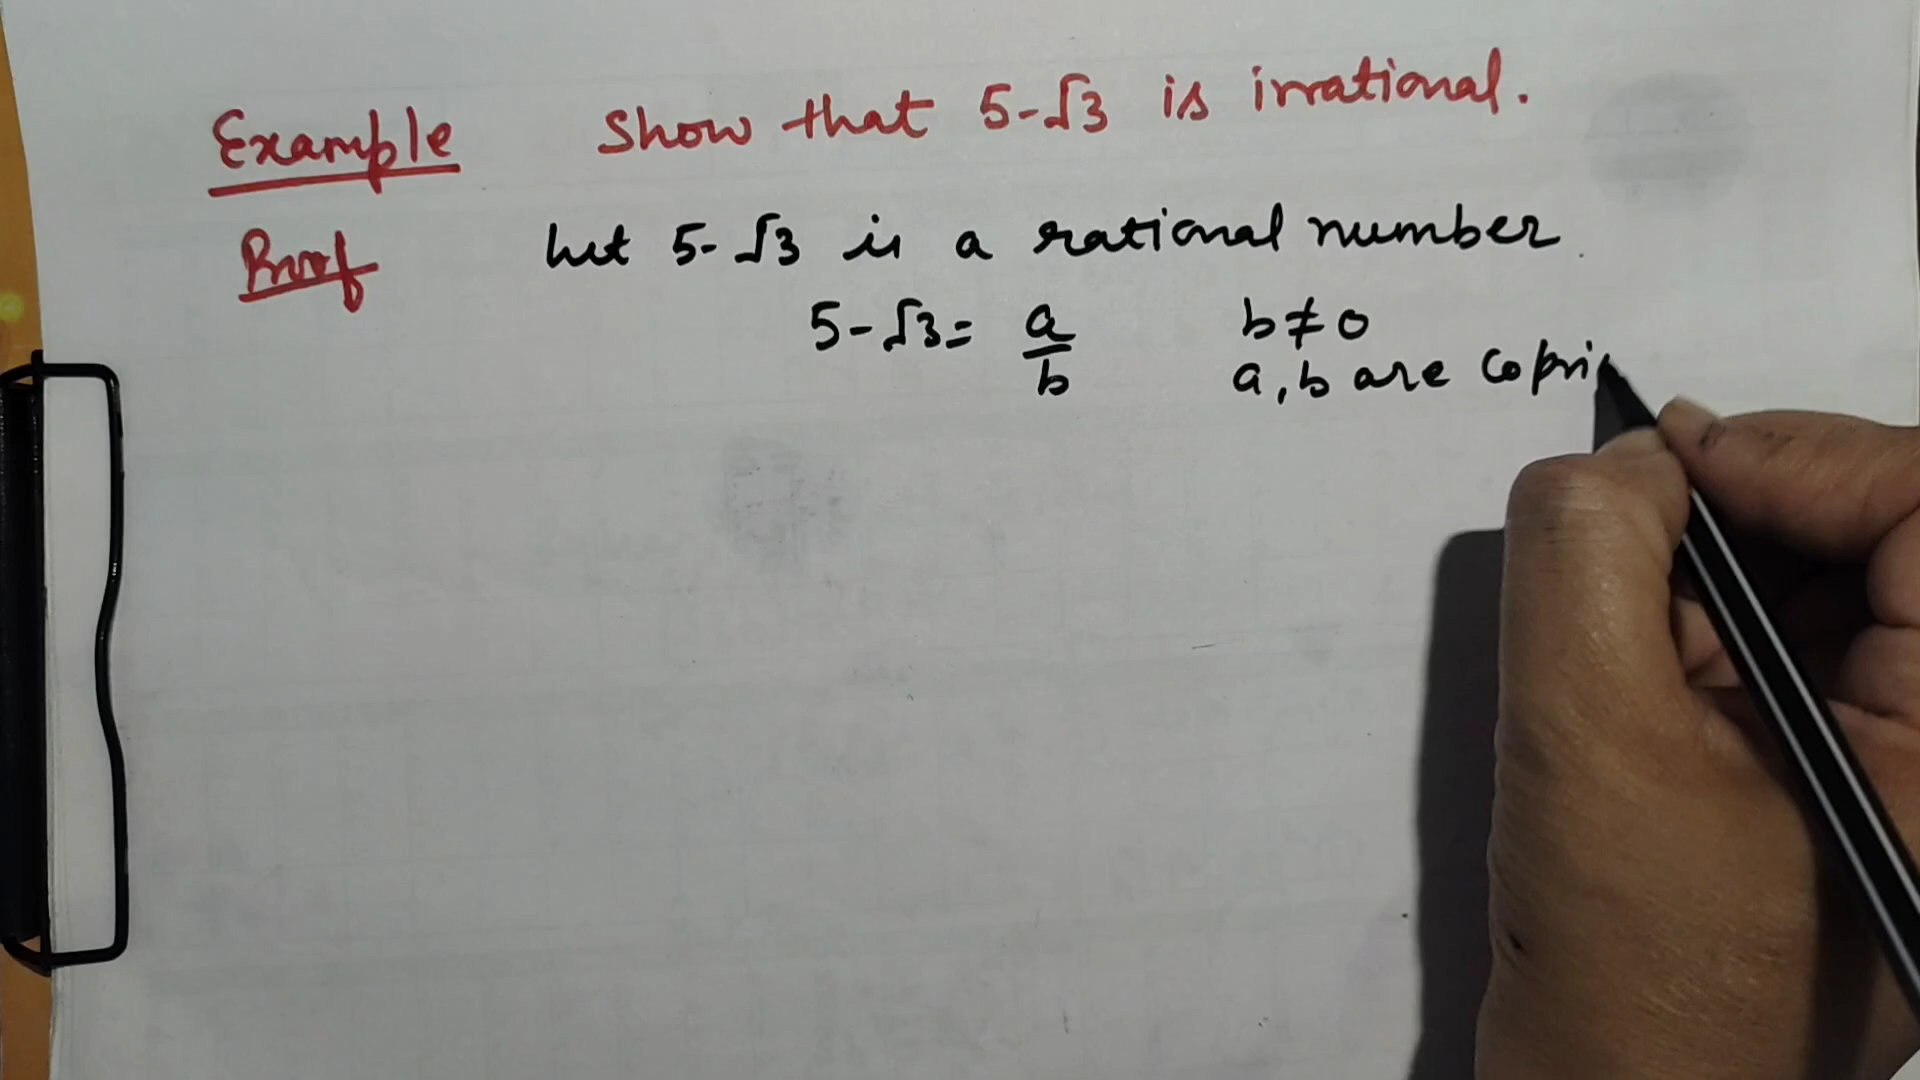 Example Show that 5-√3 is irrational.
Proof Let 5-√3 is a rational number.
5-√3 = a/b b≠0
a, b are copri